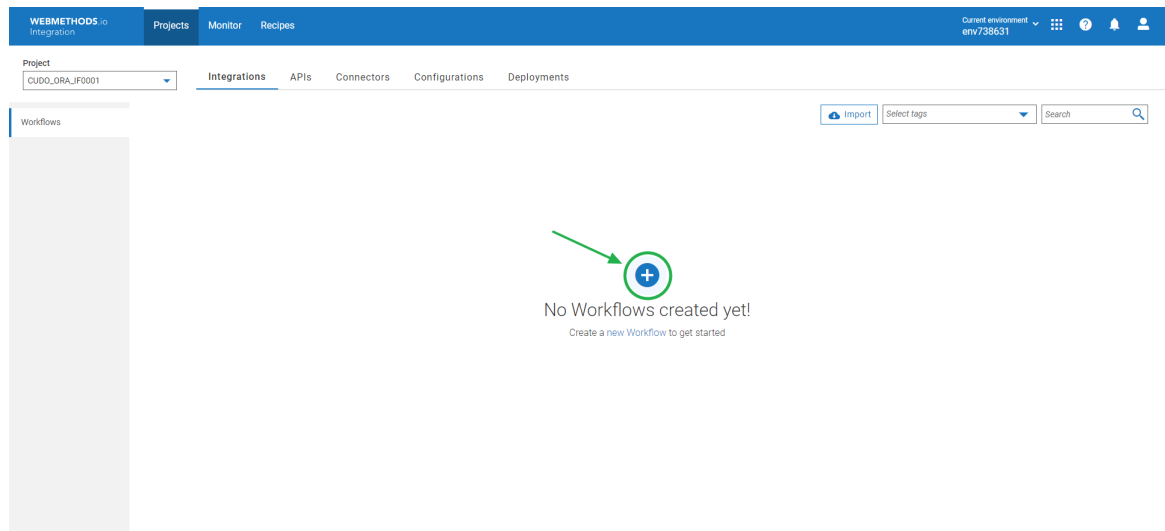 WEBMETHODS.io
Integration
Projects
Monitor
Recipes
Current environment
env738631
Project
CUDO_ORA_IF0001
Integrations
APIs
Connectors
Configurations
Deployments
Workflows
Import
Select tags
Search
No Workflows created yet!
Create a new Workflow to get started